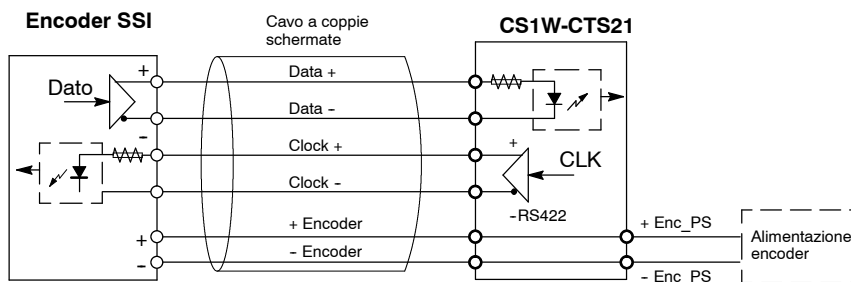 Encoder SSI
Cavo a coppie
schermate
CS1W-CTS21
+
Data +
Dato
Data -
-
Clock +
+
CLK
Clock -
-RS422
+ Encoder
+ Enc_PS
+
- Encoder
-
Alimentazione
encoder
- Enc_PS